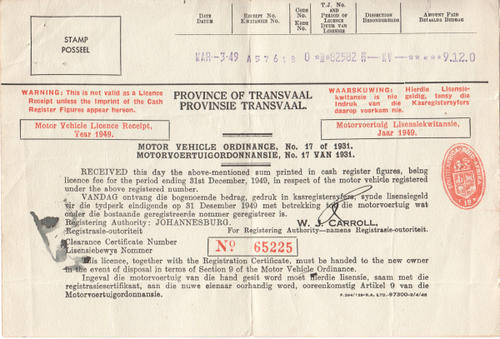 STAMP
POSSEEL
DATE
DATUM
RECEIPT NO.
KWITANSIE NO.
CODE NO.
KODE NO.
T.J. NO.
AND
PERIOD OF LICENCE
DUUR VAN LISENSIE
DISSECTION
AMOUNT PAID
BETAALDE BEDRAG
MAR-3-49 A57618 0 82582 9.12.0
WARNING: This is not valid as a Licence
Receipt unless the Imprint of the Cash
Register Figures appear hereon.
PROVINCE OF TRANSVAAL
PROVINSIE TRANSVAAL.
WAARSKUWING: Hierdie Lisensie-
kwitansie is nie geldig, tensy die
Indruk van die Kasregistersyfers
daarop voorkom nie.
Motor Vehicle Licence Receipt,
Year 1949.
Motorvoertuig Lisensiekwitansie,
Jaar 1949.
MOTOR VEHICLE ORDINANCE, No. 17 of 1931.
MOTORVOERTUIGORDONNANSIE, No. 17 VAN 1931.
RECEIVED this day the above-mentioned sum printed in cash register figures, being
licence fee for the period ending 31st December, 1949, in respect of the motor vehicle registered
under the above registered number.
VANDAG ontvang die bogenoemde bedrag, gedruk in kasregistersyfers, synde lisensiegeld
vir die tydperk eindigende op 31 Desember 1949 met betrekking tot die motorvoertuig wat
onder die bostaande geregistreerde nommer geregistreer is.
Registering Authority: JOHANNESBURG.
Registrasie-outoriteit
W. J. CARROLL,
For Registering Authority—namens Registrasie-outoriteit.
Clearance Certificate Number
Lisensiebewys Nommer
No 65225
This licence, together with the Registration Certificate, must be handed to the new owner
in the event of disposal in terms of Section 9 of the Motor Vehicle Ordinance.
Ingeval die motorvoertuig van die hand gesit word moet hierdie lisensie, saam met die
registrasiesertifikaat, aan die nuwe eienaar oorhandig word, ooreenkomstig Artikel 9 van die
Motorvoertuigordonnansie.